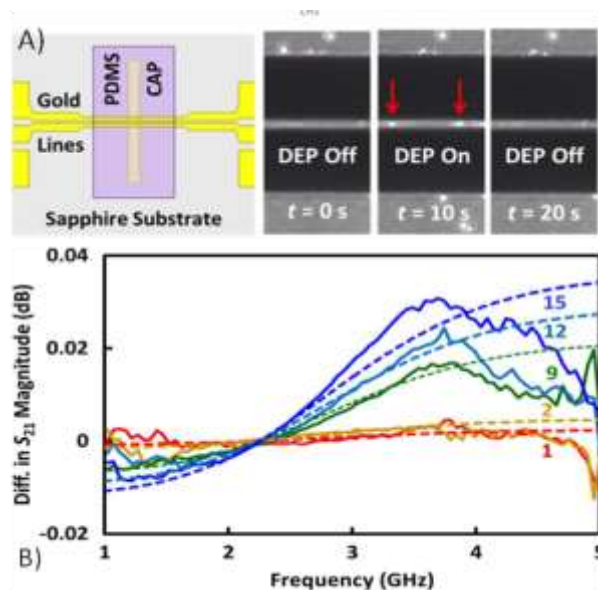 A)
Gold
Lines
PDMS
CAP
Sapphire Substrate
DEP Off
t = 0 s
DEP On
t = 10 s
DEP Off
t = 20 s
B)
Diff. in S21 Magnitude (dB)
0.04
0.02
0
-0.02
15
12
9
2
1
1 2 3 4 5
Frequency (GHz)